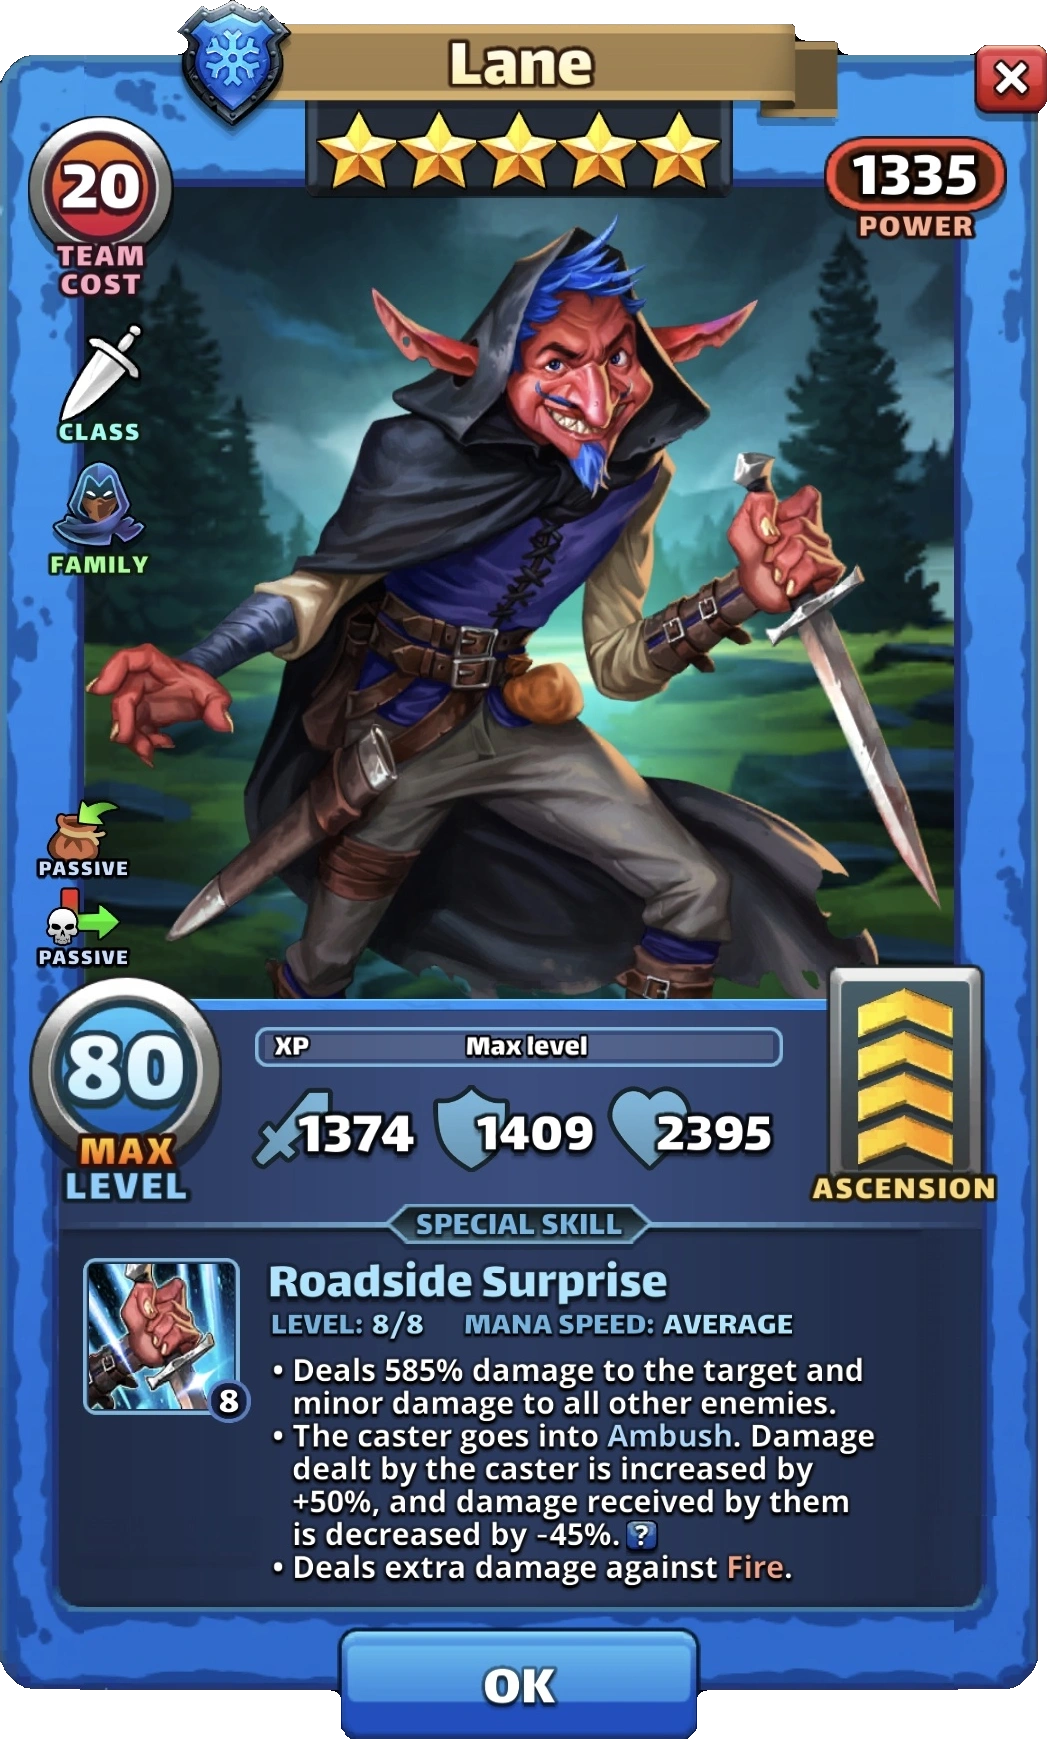 Lane
20
TEAM
COST
1335
POWER
CLASS
FAMILY
PASSIVE
PASSIVE
80
MAX
LEVEL
XP Max level
1374 1409 2395
ASCENSION
SPECIAL SKILL
Roadside Surprise
LEVEL: 8/8 MANA SPEED: AVERAGE
8
• Deals 585% damage to the target and
minor damage to all other enemies.
• The caster goes into Ambush. Damage
dealt by the caster is increased by
+50%, and damage received by them
is decreased by -45%. ?
• Deals extra damage against Fire.
OK